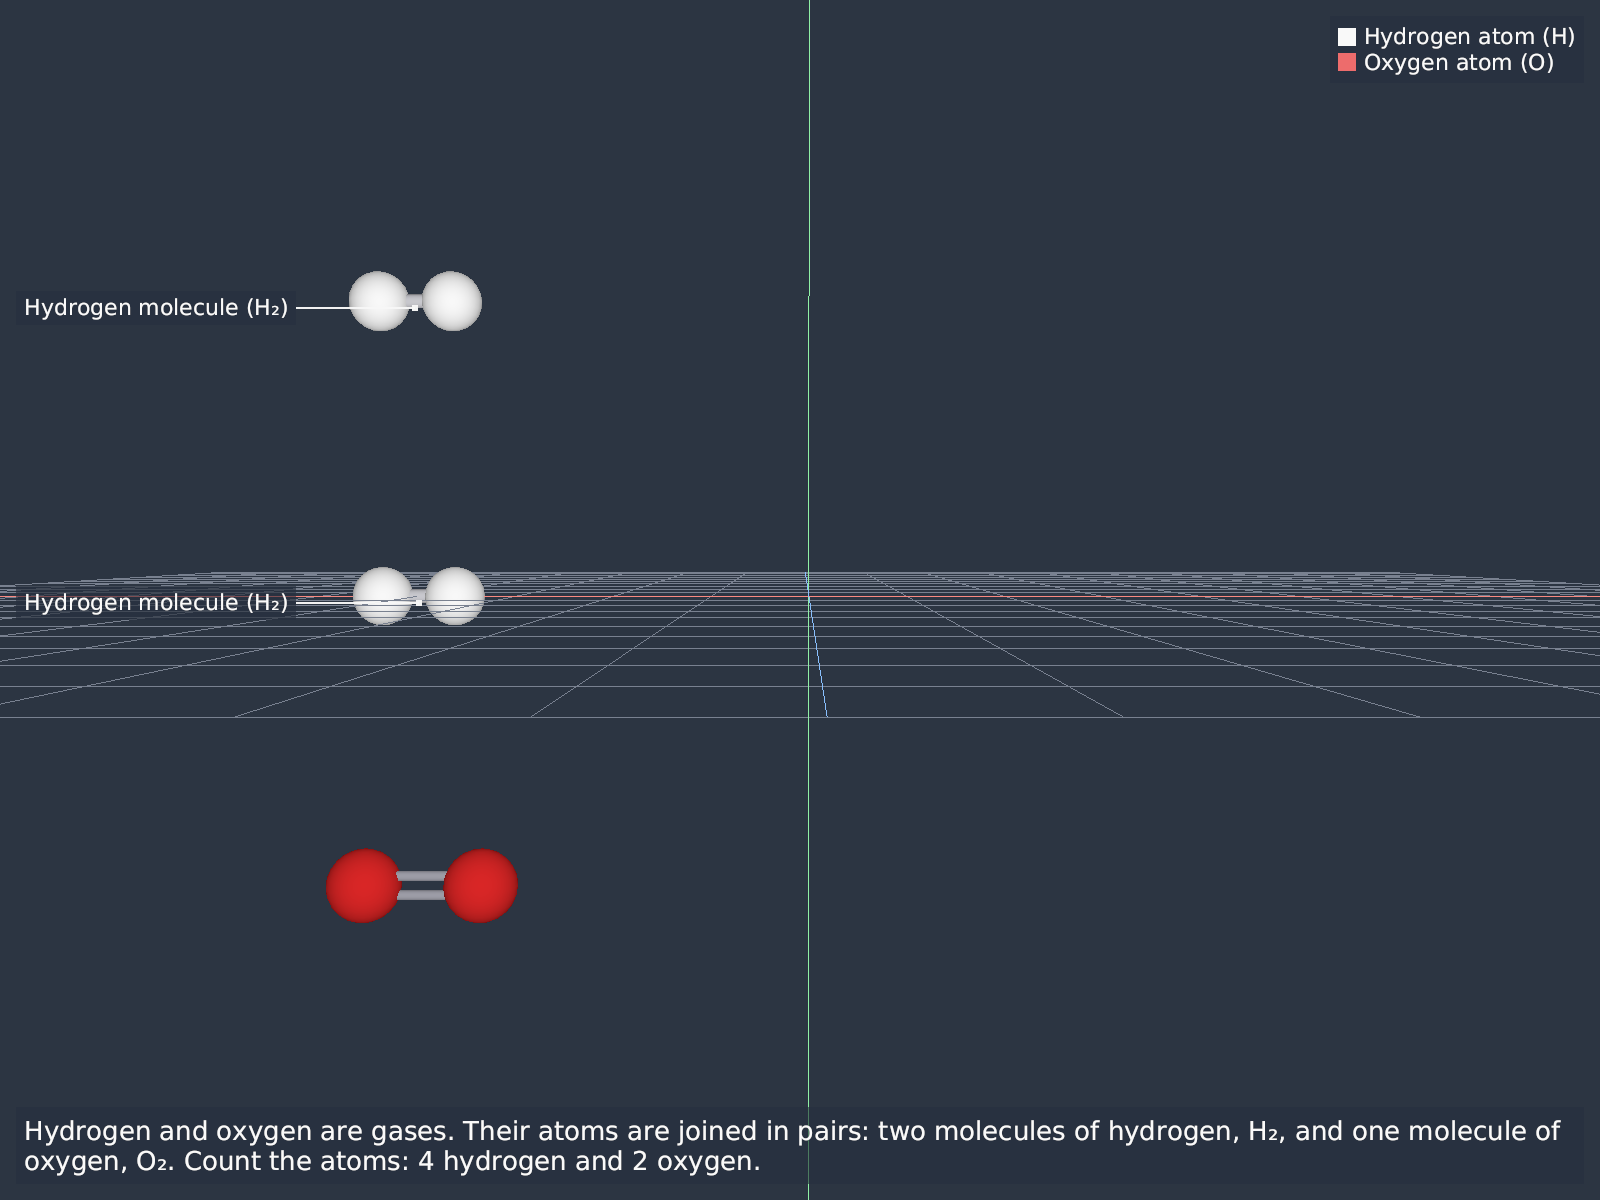 Hydrogen atom (H)
Oxygen atom (O)
Hydrogen molecule (H₂)
Hydrogen molecule (H₂)
Hydrogen and oxygen are gases. Their atoms are joined in pairs: two molecules of hydrogen, H₂, and one molecule of
oxygen, O₂. Count the atoms: 4 hydrogen and 2 oxygen.